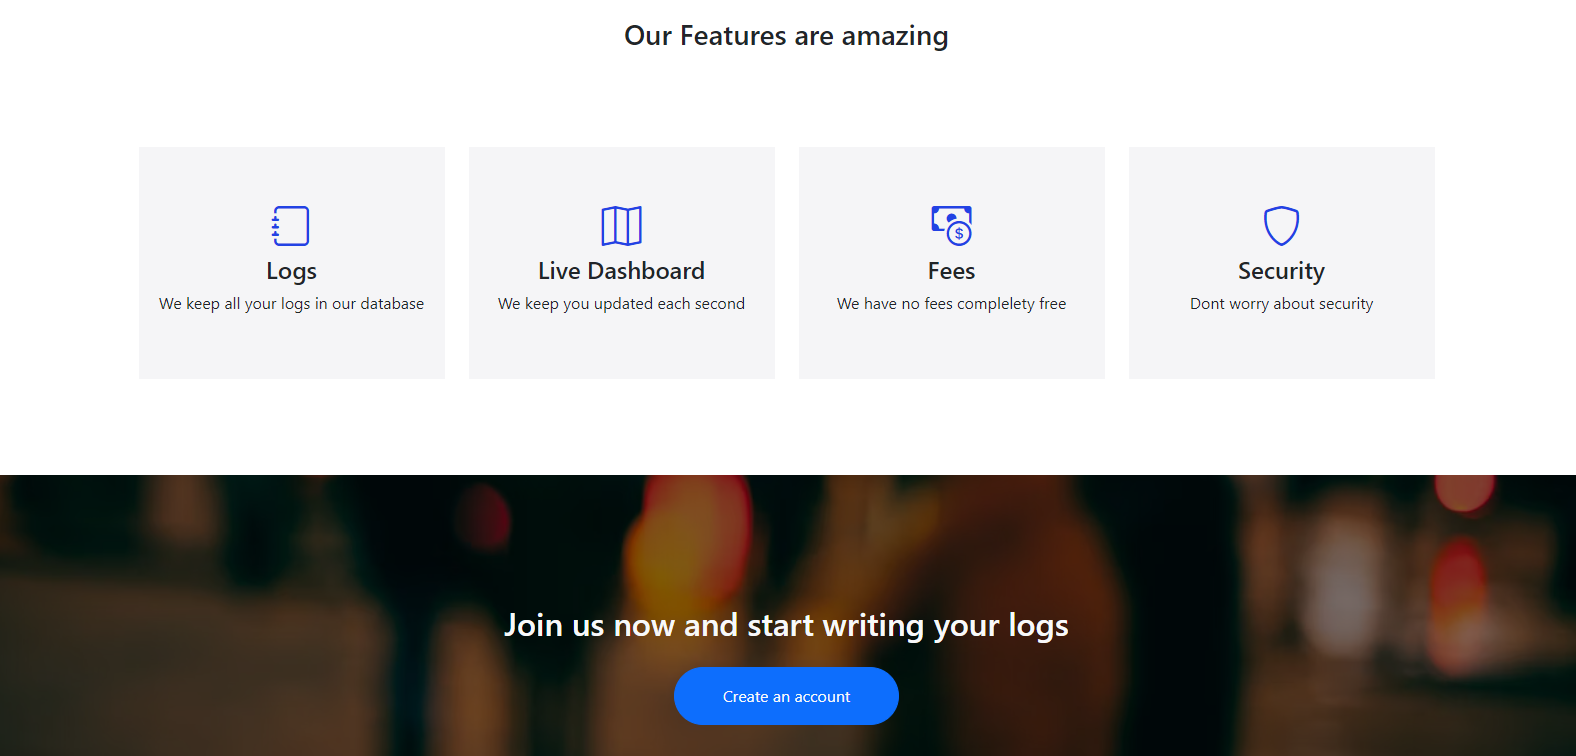 Our Features are amazing
Logs
We keep all your logs in our database
Live Dashboard
We keep you updated each second
Fees
We have no fees complelety free
Security
Dont worry about security
Join us now and start writing your logs
Create an account